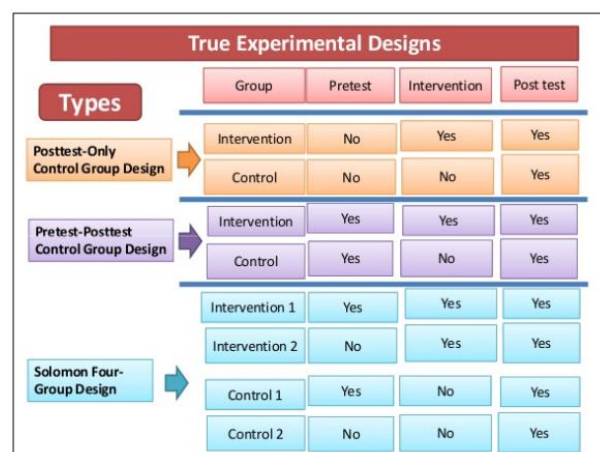 True Experimental Designs
Types
Group Pretest Intervention Post test
Posttest-Only
Control Group Design
Intervention No Yes Yes
Control No No Yes
Pretest-Posttest
Control Group Design
Intervention Yes Yes Yes
Control Yes No Yes
Solomon Four-
Group Design
Intervention 1 Yes Yes Yes
Intervention 2 No Yes Yes
Control 1 Yes No Yes
Control 2 No No Yes